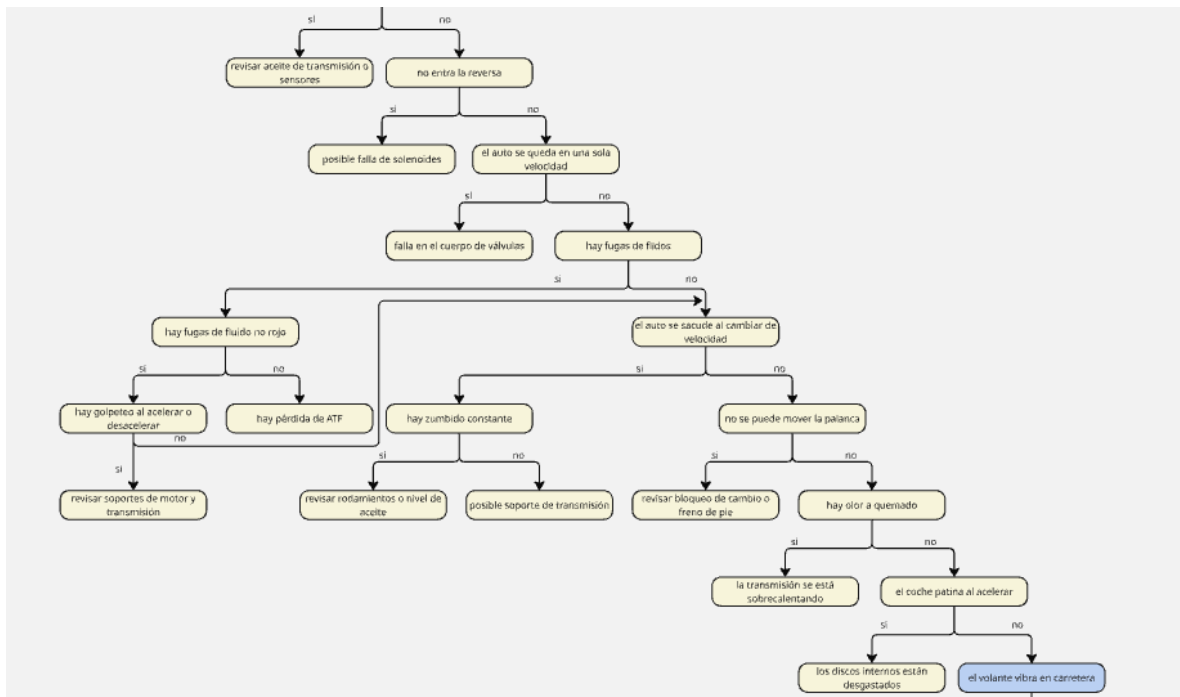 si
no
revisar aceite de transmisión o
sensores
no entra la reversa
si
no
posible falla de solenoides
el auto se queda en una sola
velocidad
si
no
falla en el cuerpo de válvulas
hay fugas de flidos
si
no
hay fugas de fluido no rojo
el auto se sacude al cambiar de
velocidad
si
no
si
no
hay golpeteo al acelerar o
desacelerar
hay pérdida de ATF
hay zumbido constante
no se puede mover la palanca
no
si
si
no
si
no
revisar soportes de motor y
transmisión
revisar rodamientos o nivel de
aceite
posible soporte de transmisión
revisar bloqueo de cambio o
freno de pie
hay olor a quemado
si
no
la transmisión se está
sobrecalentando
el coche patina al acelerar
si
no
los discos internos están
desgastados
el volante vibra en carretera